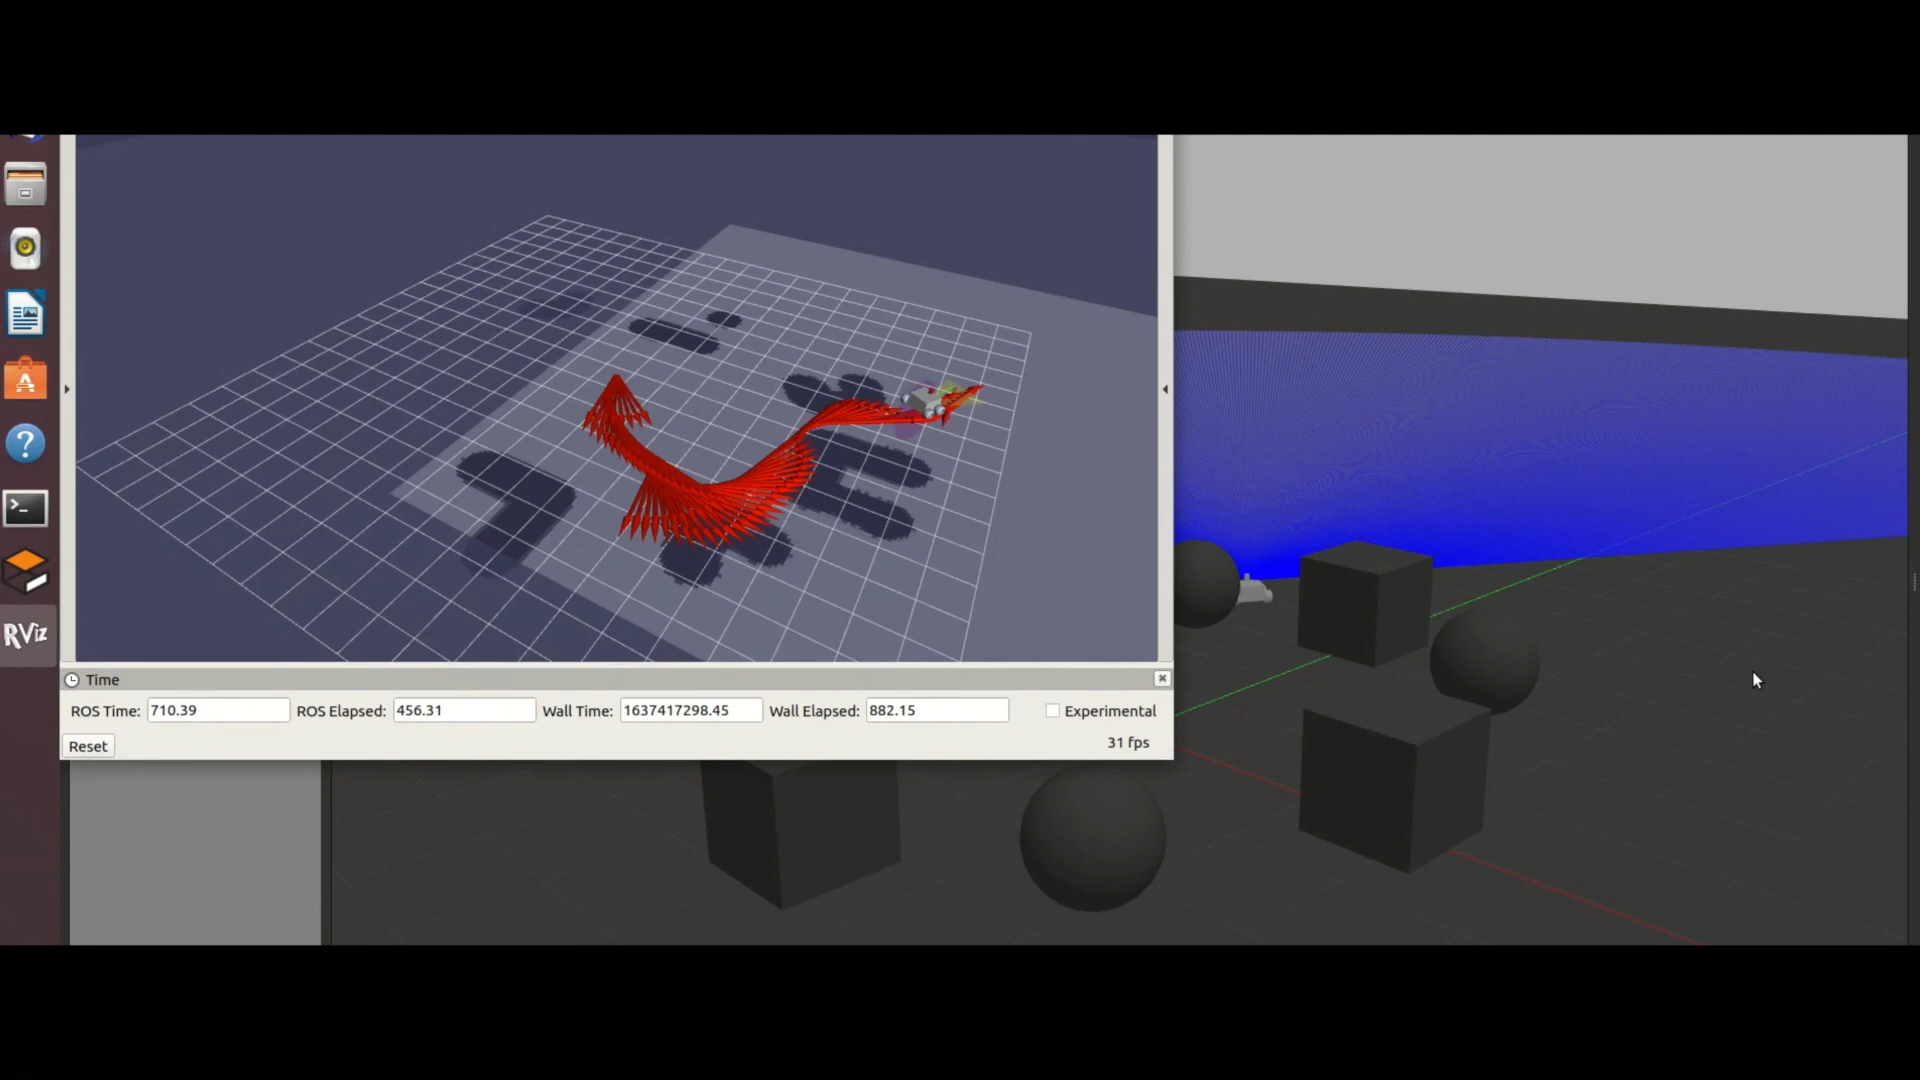 RViz
Time
ROS Time: 710.39 ROS Elapsed: 456.31 Wall Time: 1637417298.45 Wall Elapsed: 882.15 Experimental
Reset 31 fps